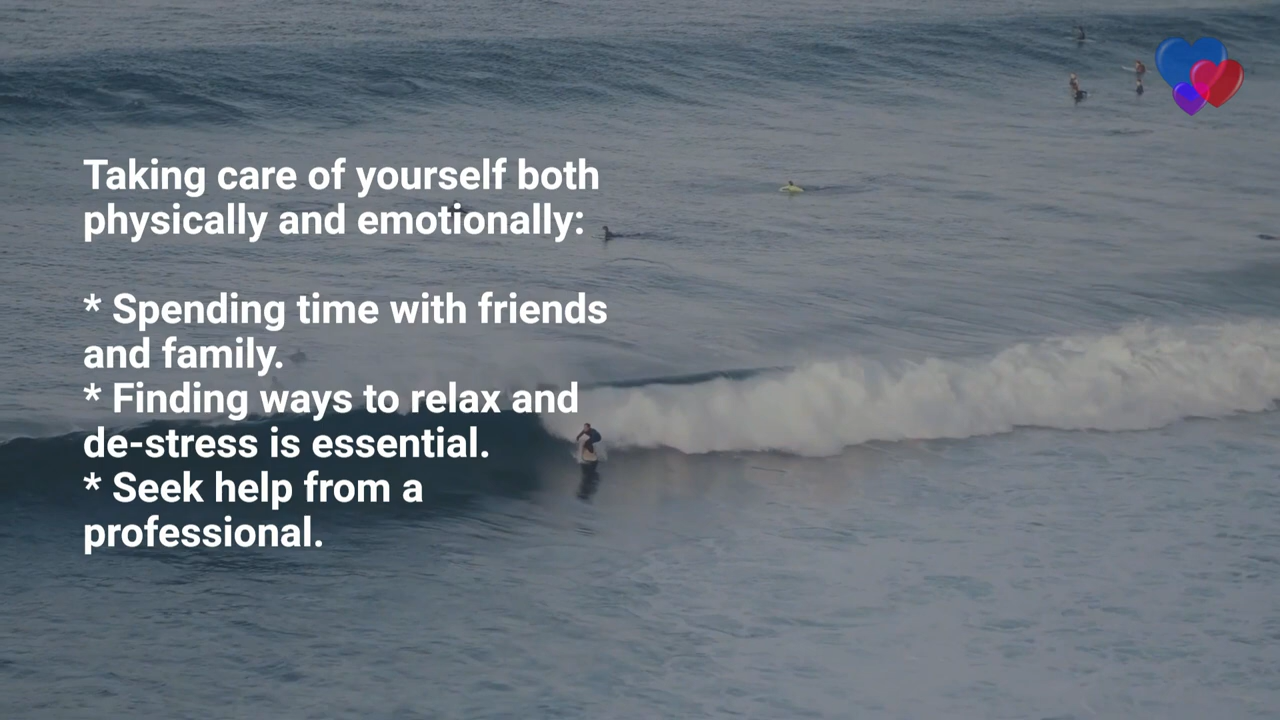 Taking care of yourself both
physically and emotionally:
* Spending time with friends
and family.
* Finding ways to relax and
de-stress is essential.
* Seek help from a
professional.